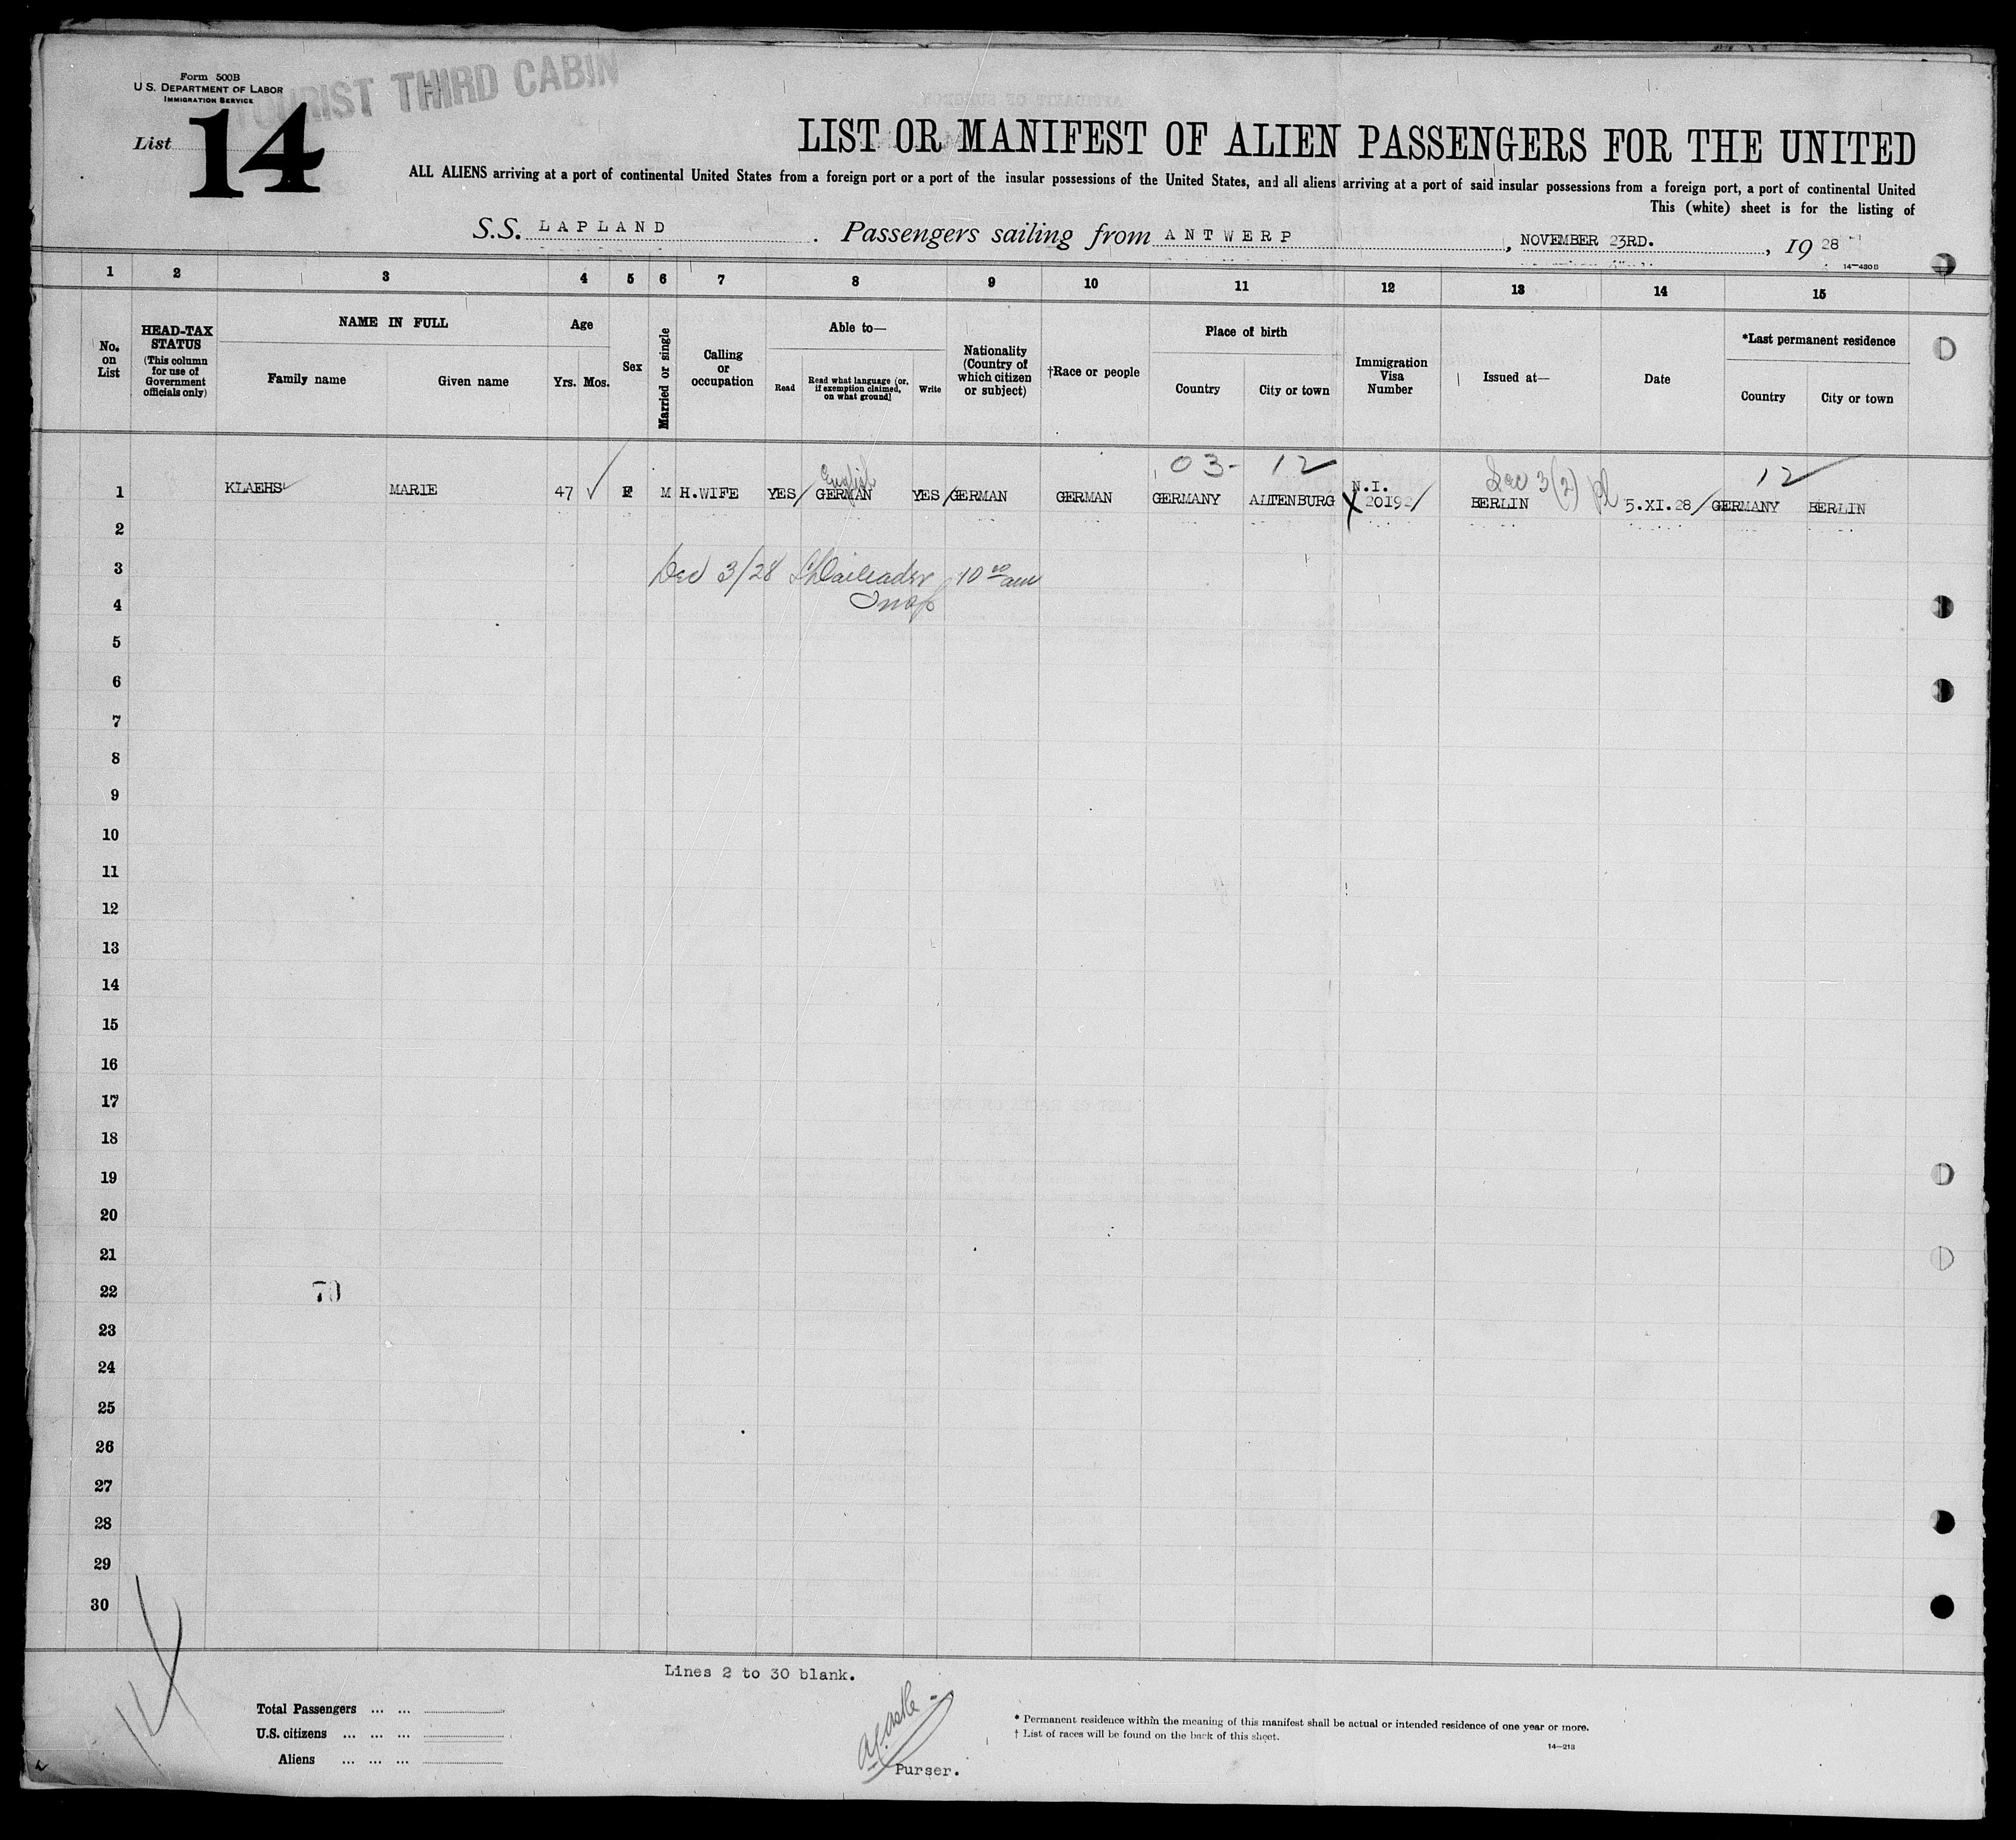 Form 500B
U.S. DEPARTMENT OF LABOR
IMMIGRATION SERVICE
TOURIST THIRD CABIN
List 14
LIST OR MANIFEST OF ALIEN PASSENGERS FOR THE UNITED
ALL ALIENS arriving at a port of continental United States from a foreign port or a port of the insular possessions of the United States, and all aliens arriving at a port of said insular possessions from a foreign port, a port of continental United
This (white) sheet is for the listing of
S.S. LAPLAND. Passengers sailing from ANTWERP, NOVEMBER 23RD., 1928
14—430B
1 2 3 4 5 6 7 8 9 10 11 12 13 14 15
No. on List
HEAD-TAX STATUS (This column for use of Government officials only)
NAME IN FULL
Family name Given name
Age
Yrs. Mos.
Sex
Married or single
Calling or occupation
Able to—
Read Read what language (or, if exemption claimed, on what ground) Write
Nationality (Country of which citizen or subject)
†Race or people
Place of birth
Country City or town
Immigration Visa Number
Issued at—
Date
*Last permanent residence
Country City or town
03- 12 Sec 3(2) 12
English
N.I.
1 KLAEHS MARIE 47 F M H.WIFE YES GERMAN YES GERMAN GERMAN GERMANY ALTENBURG 20192 BERLIN 5.XI.28 GERMANY BERLIN
2
3 Dec 3/28 10 00 am
4 Insp
5
6
7
8
9
10
11
12
13
14
15
16
17
18
19
20
21
22 70
23
24
25
26
27
28
29
30
14
Lines 2 to 30 blank.
Total Passengers ... ...
U.S. citizens ... ... ...
Aliens ... ... ...
Purser.
* Permanent residence within the meaning of this manifest shall be actual or intended residence of one year or more.
† List of races will be found on the back of this sheet.
14—213